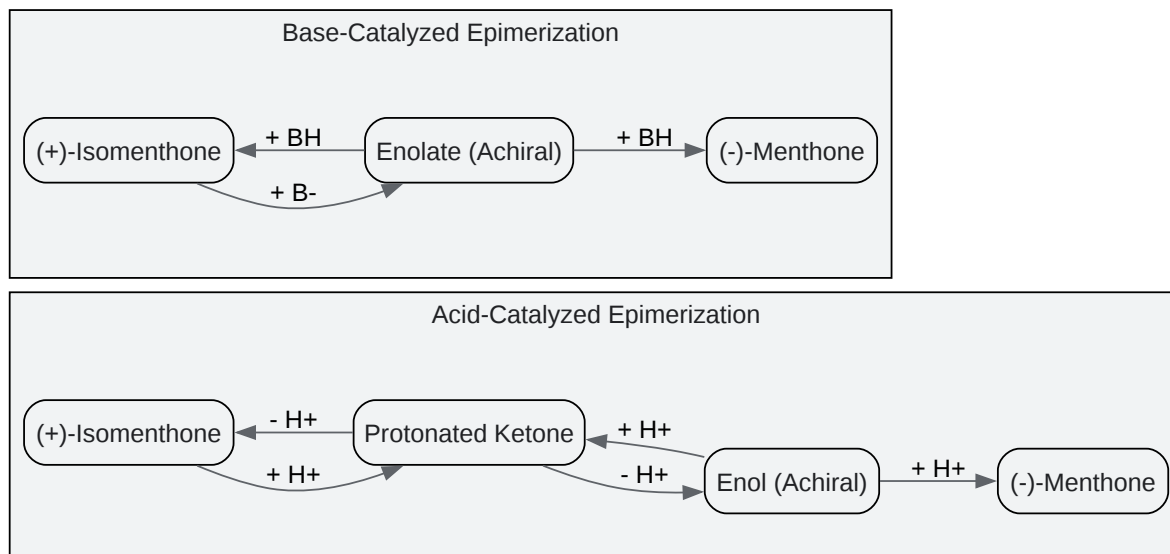 Base-Catalyzed Epimerization
(+)-Isomenthone
+ BH
+ B-
Enolate (Achiral)
+ BH
(-)-Menthone
Acid-Catalyzed Epimerization
(+)-Isomenthone
- H+
+ H+
Protonated Ketone
+ H+
- H+
Enol (Achiral)
+ H+
(-)-Menthone